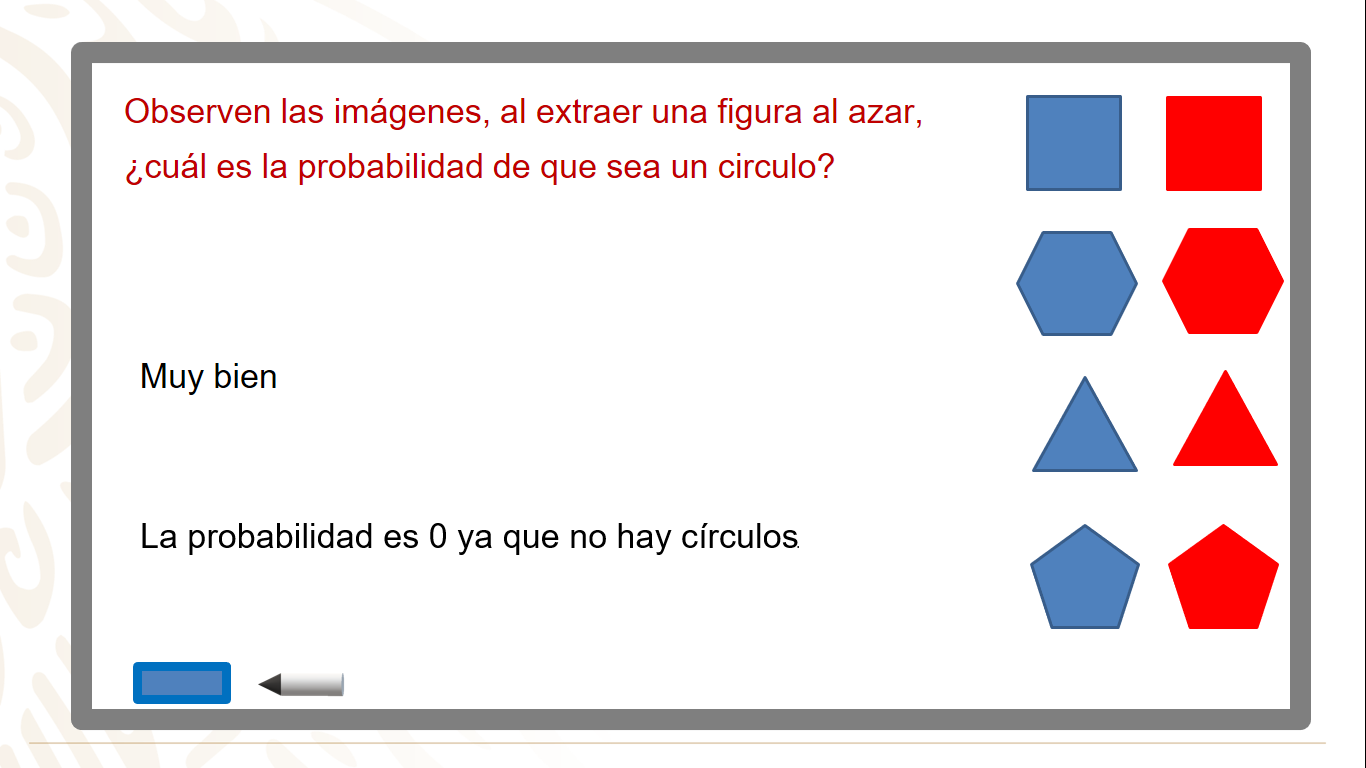 Observen las imágenes, al extraer una figura al azar,
¿cuál es la probabilidad de que sea un circulo?
Muy bien
La probabilidad es 0 ya que no hay círculos.